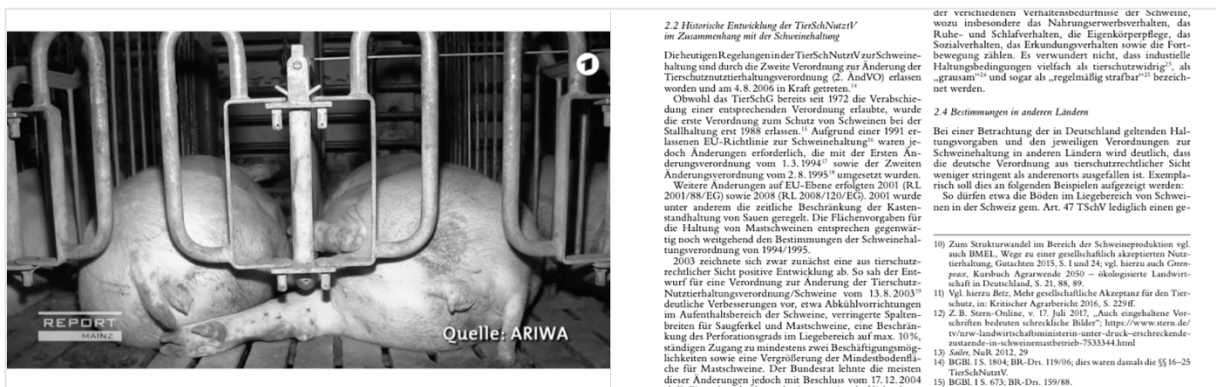 REPORT
MAINZ
Quelle: ARIWA
2.2 Historische Entwicklung der TierSchNutztV
im Zusammenhang mit der Schweinehaltung
Die heutigen Regelungen in der TierSchNutztV zur Schweine-
haltung sind durch die Zweite Verordnung zur Änderung der
Tierschutznutztierhaltungsverordnung (2. ÄndVO) erlassen
worden und am 4.8.2006 in Kraft getreten.14
Obwohl das TierSchG bereits seit 1972 die Verabschie-
dung einer entsprechenden Verordnung erlaubte, wurde
die erste Verordnung zum Schutz von Schweinen bei der
Stallhaltung erst 1988 erlassen.15 Aufgrund einer 1991 er-
lassenen EU-Richtlinie zur Schweinehaltung16 waren je-
doch Änderungen erforderlich, die mit der Ersten Än-
derungsverordnung vom 1.3.199417 sowie der Zweiten
Änderungsverordnung vom 2.8.199518 umgesetzt wurden.
Weitere Änderungen auf EU-Ebene erfolgten 2001 (RL
2001/88/EG) sowie 2008 (RL 2008/120/EG). 2001 wurde
unter anderem die zeitliche Beschränkung der Kasten-
standhaltung von Sauen geregelt. Die Flächenvorgaben für
die Haltung von Mastschweinen entsprechen gegenwär-
tig noch weitgehend den Bestimmungen der Schweinehal-
tungsverordnung von 1994/1995.
2003 zeichnete sich zwar zunächst eine aus tierschutz-
rechtlicher Sicht positive Entwicklung ab. So sah der Ent-
wurf für eine Verordnung zur Änderung der Tierschutz-
Nutztierhaltungsverordnung/Schweine vom 13.8.200319
deutliche Verbesserungen vor, etwa Abkühlvorrichtungen
im Aufenthaltsbereich der Schweine, verringerte Spalten-
breiten für Saugferkel und Mastschweine, eine Beschrän-
kung des Perforationsgrads im Liegebereich auf max. 10%,
ständigen Zugang zu mindestens zwei Beschäftigungsmög-
lichkeiten sowie eine Vergrößerung der Mindestbodenflä-
che für Mastschweine. Der Bundesrat lehnte die meisten
dieser Änderungen jedoch mit Beschluss vom 17.12.2004
der verschiedenen Verhaltensbedürfnisse der Schweine,
wozu insbesondere das Nahrungserwerbsverhalten, das
Ruhe- und Schlafverhalten, die Eigenkörperpflege, das
Sozialverhalten, das Erkundungsverhalten sowie die Fort-
bewegung zählen. Es verwundert nicht, dass industrielle
Haltungsbedingungen vielfach als tierschutzwidrig23, als
„grausam“24 und sogar als „regelmäßig strafbar“25 bezeich-
net werden.
2.4 Bestimmungen in anderen Ländern
Bei einer Betrachtung der in Deutschland geltenden Hal-
tungsvorgaben und den jeweiligen Verordnungen zur
Schweinehaltung in anderen Ländern wird deutlich, dass
die deutsche Verordnung aus tierschutzrechtlicher Sicht
weniger stringent als anderenorts ausgefallen ist. Exempla-
risch soll dies an folgenden Beispielen aufgezeigt werden:
So dürfen etwa die Böden im Liegebereich von Schwei-
nen in der Schweiz gem. Art. 47 TSchV lediglich einen ge-
10) Zum Strukturwandel im Bereich der Schweineproduktion vgl.
auch BMEL, Wege zu einer gesellschaftlich akzeptierten Nutz-
tierhaltung, Gutachten 2015, S. I und 24; vgl. hierzu auch Green-
peace, Kursbuch Agrarwende 2050 – ökologisierte Landwirt-
schaft in Deutschland, S. 21, 88, 89.
11) Vgl. hierzu Betz, Mehr gesellschaftliche Akzeptanz für den Tier-
schutz, in: Kritischer Agrarbericht 2016, S. 229 ff.
12) Z.B. Stern-Online, v. 17. Juli 2017, „Auch eingehaltene Vor-
schriften bedeuten schreckliche Bilder“; https://www.stern.de/
tv/nrw-landwirtschaftsministerin-unter-druck--erschreckende-
zustaende-in-schweinemastbetrieb-7533344.html
13) Sailer, NuR 2012, 29
14) BGBl. I S. 1804; BR-Drs. 119/06; dies waren damals die §§ 16–25
TierSchNutztV.
15) BGBl. I S. 673; BR-Drs. 159/88.